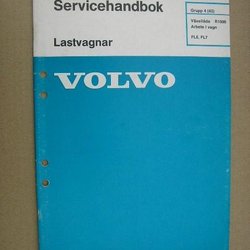 Servicehandbok
Grupp 4 (43)
Växellåda R1000
Arbete i vagn
FL6, FL7
Lastvagnar
VOLVO